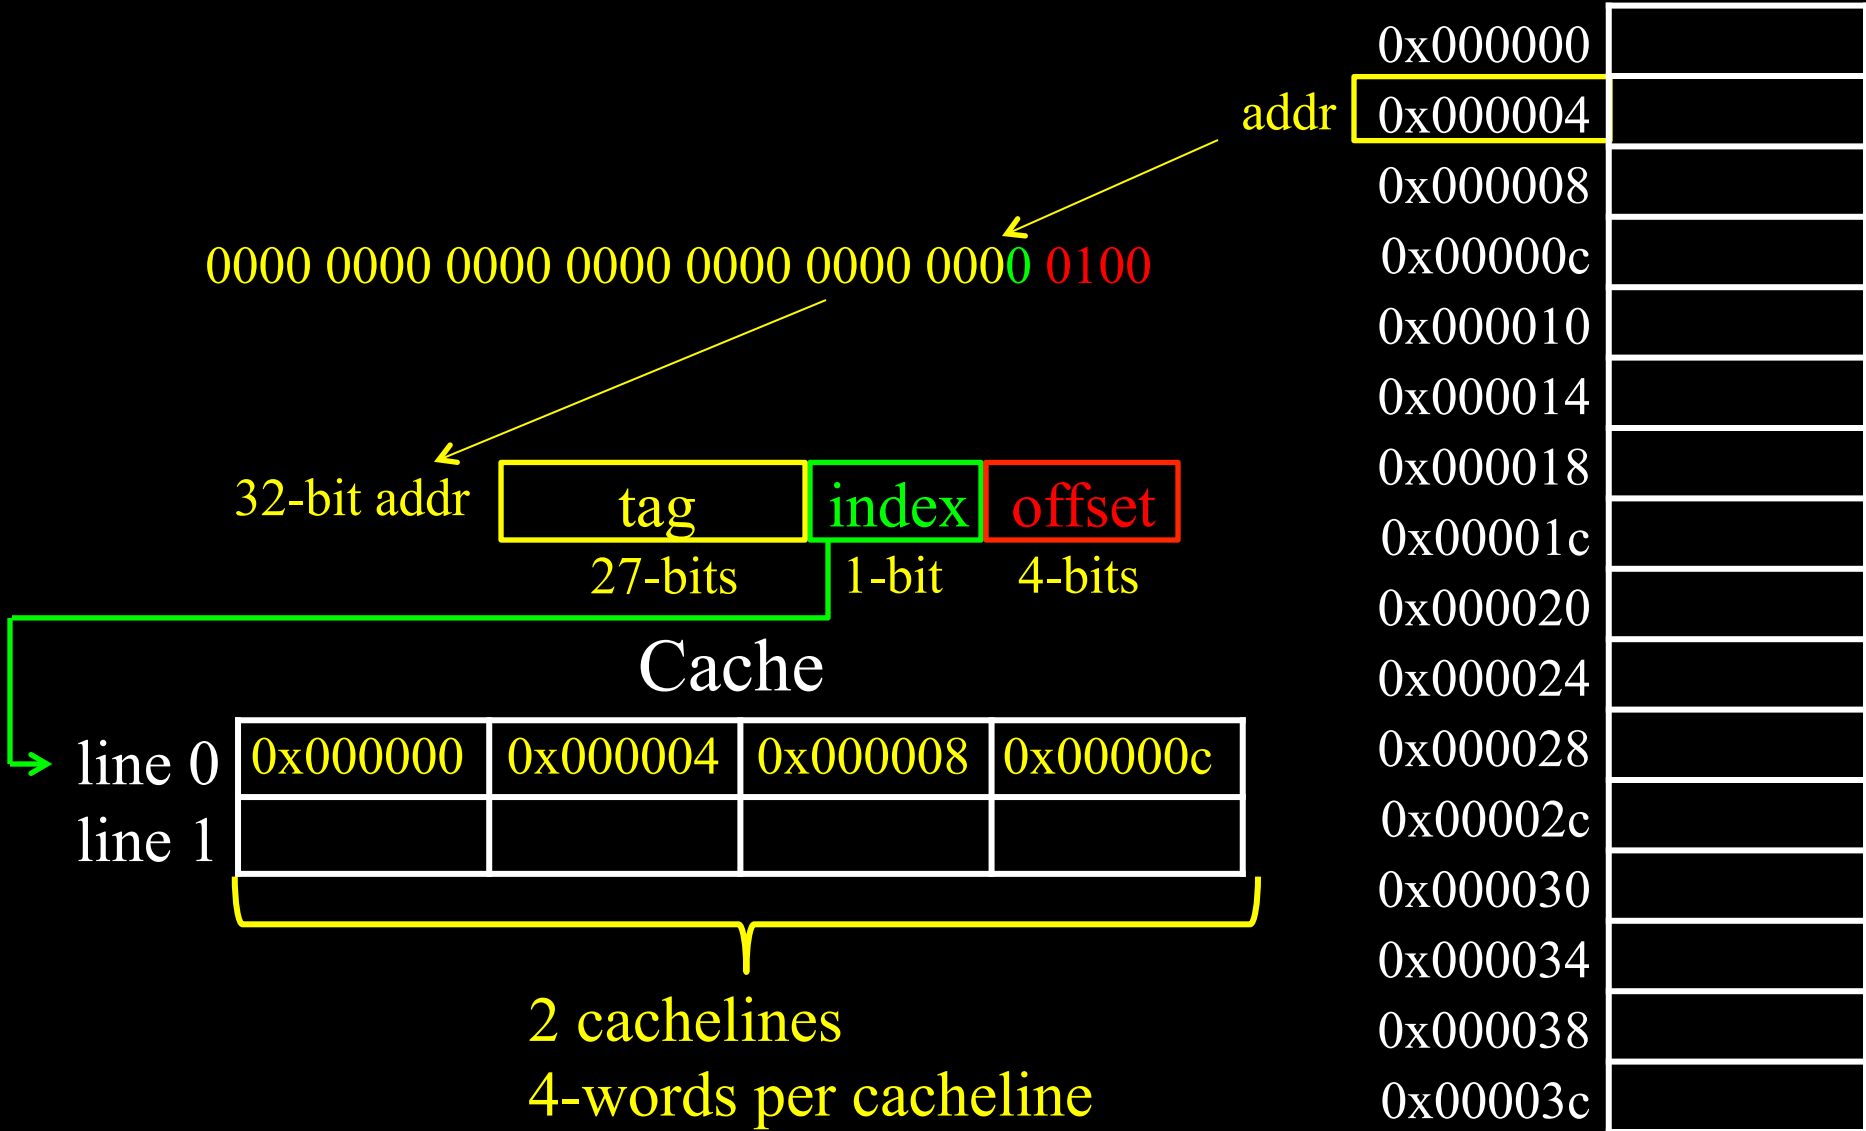 addr
0000 0000 0000 0000 0000 0000 0000 0100
32-bit addr
tag
index
offset
27-bits
1-bit
4-bits
Cache
line 0
0x000000
0x000004
0x000008
0x00000c
line 1
2 cachelines
4-words per cacheline
0x000000
0x000004
0x000008
0x00000c
0x000010
0x000014
0x000018
0x00001c
0x000020
0x000024
0x000028
0x00002c
0x000030
0x000034
0x000038
0x00003c